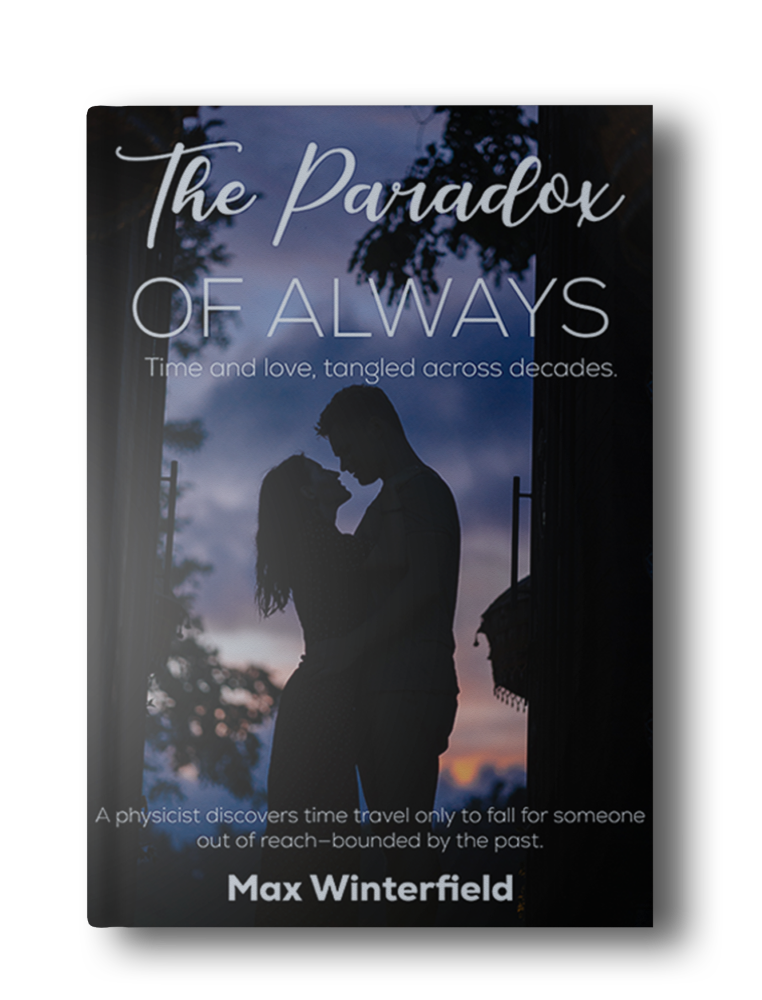 The Paradox
OF ALWAYS
Time and love, tangled across decades.
A physicist discovers time travel only to fall for someone
out of reach—bounded by the past.
Max Winterfield